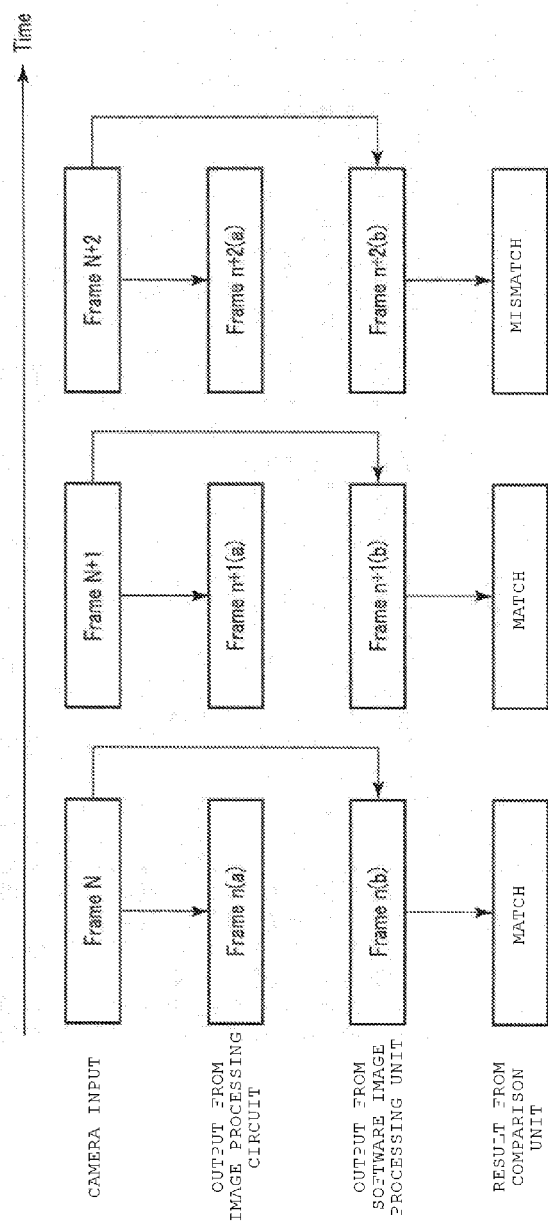 Time
CAMERA INPUT
Frame N
Frame N+1
Frame N+2
OUTPUT FROM
IMAGE PROCESSING
CIRCUIT
Frame n(a)
Frame n+1(a)
Frame n+2(a)
OUTPUT FROM
SOFTWARE IMAGE
PROCESSING UNIT
Frame n(b)
Frame n+1(b)
Frame n+2(b)
RESULT FROM
COMPARISON
UNIT
MATCH
MATCH
MISMATCH